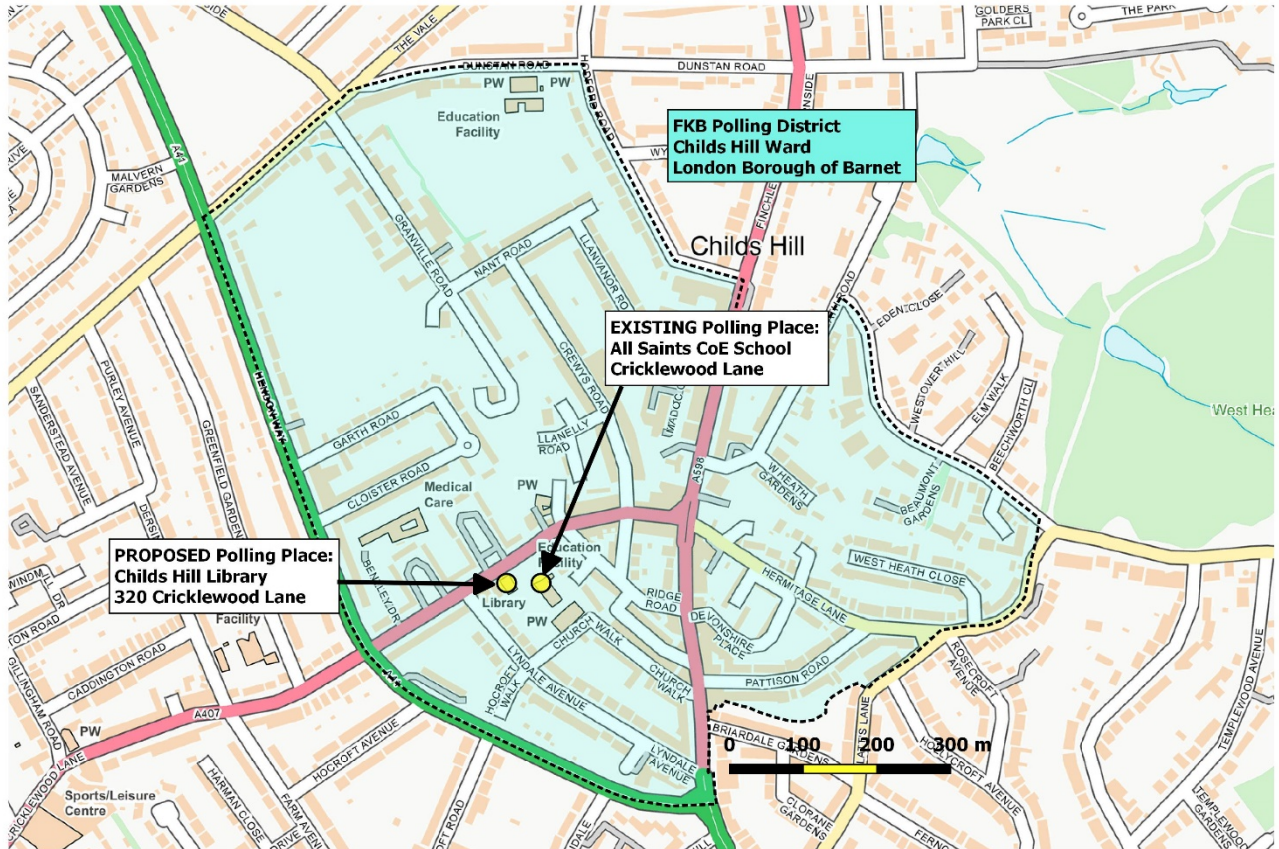 GOLDERS
PARK CL
THE PARK
THE VALE
DUNSTAN ROAD
DUNSTAN ROAD
PW
PW
Education
Facility
FKB Polling District
Childs Hill Ward
London Borough of Barnet
A41
MALVERN
GARDENS
GRANVILLE ROAD
NANT ROAD
Childs Hill
EDEN CLOSE
EXISTING Polling Place:
All Saints CoE School
Cricklewood Lane
WESTOVER HILL
ELM WALK
BEECHWORTH CL
SANDERSTEAD AVENUE
PURLEY AVENUE
HENDON WAY
CREWYS ROAD
GARTH ROAD
LLANELLY
ROAD
CLOISTER ROAD
A598
Medical
Care
PW
BEAUMONT
GARDENS
PROPOSED Polling Place:
Childs Hill Library
320 Cricklewood Lane
Education
Facility
Library
WEST HEATH CLOSE
HERMITAGE LANE
RIDGE
ROAD
DEVONSHIRE
PLACE
PW
CHURCH WALK
CHURCH
WALK
Facility
CADDINGTON ROAD
GILLINGHAM ROAD
LYNDALE AVENUE
HOCROFT
WALK
PATTISON ROAD
ROSECROFT
AVENUE
TEMPLEWOOD AVENUE
A407
PW
CRICKLEWOOD LANE
HOCROFT AVENUE
LYNDALE
AVENUE
BRIARDALE GARDENS
HOLLYCROFT AVENUE
0 100 200 300 m
Sports/Leisure
Centre
HARMAN CLOSE
CLORANE
GARDENS
TEMPLEWOOD
GARDENS